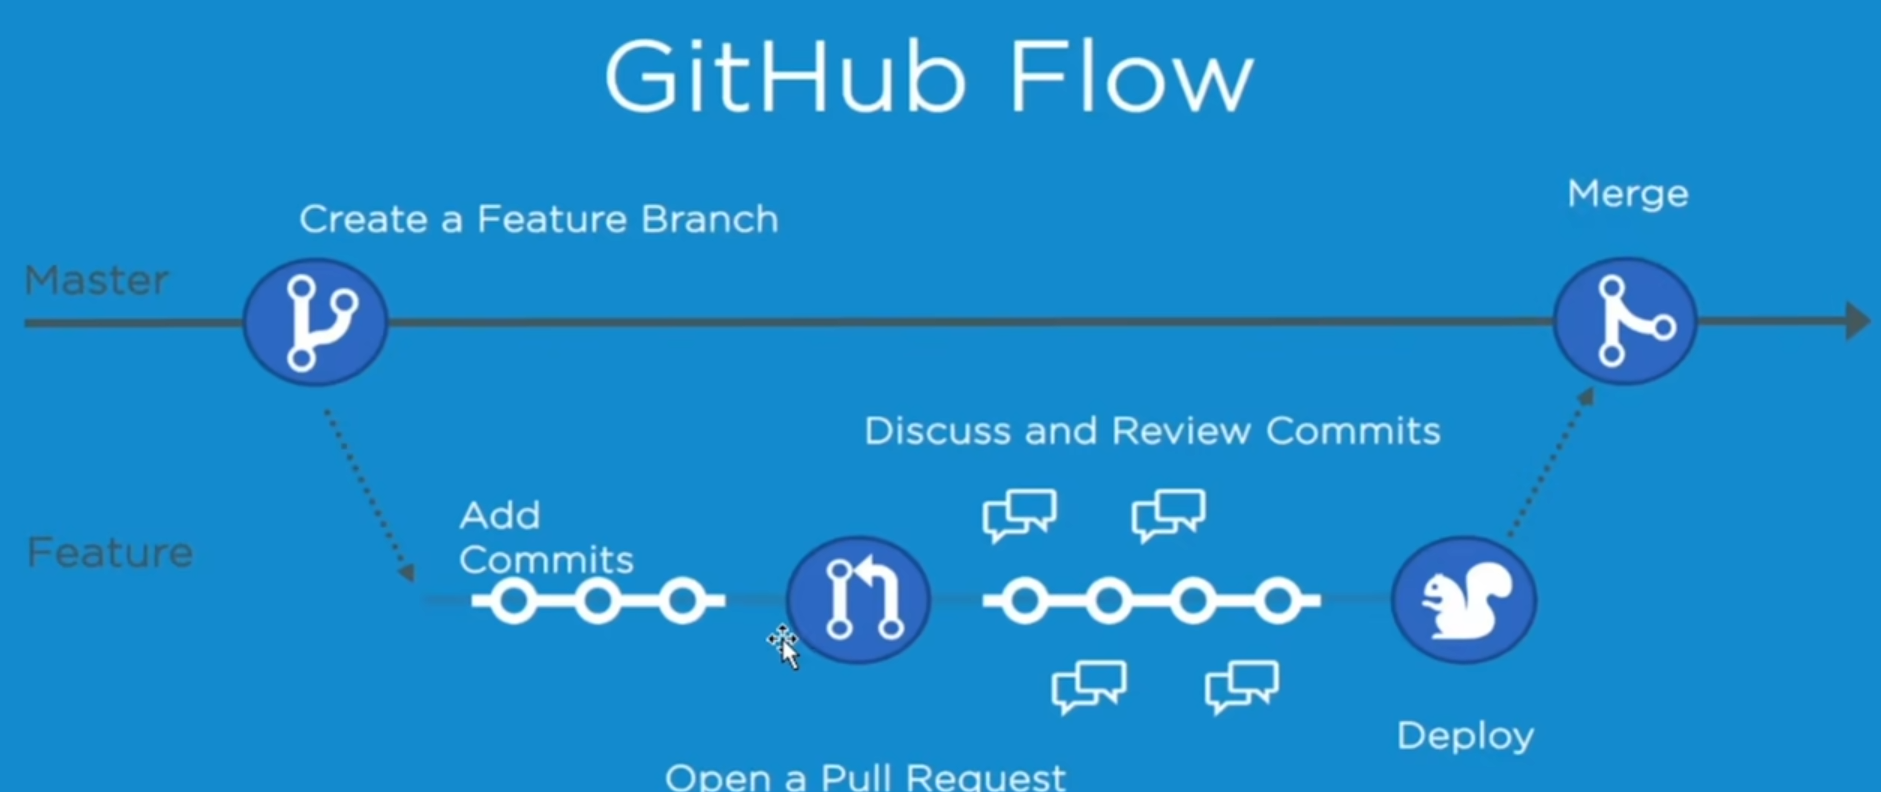 GitHub Flow
Create a Feature Branch
Merge
Master
Discuss and Review Commits
Add
Commits
Feature
Deploy
Open a Pull Request